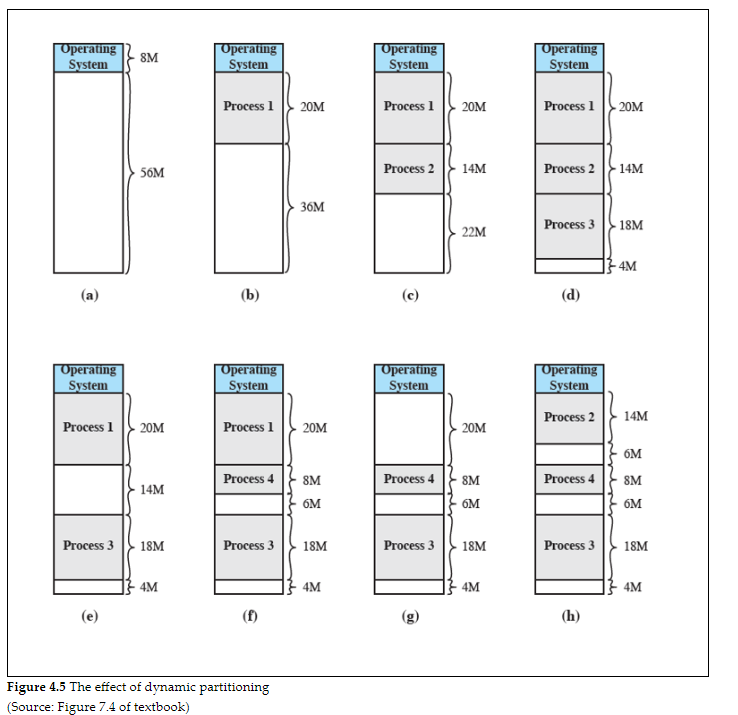 Operating
System
8M
56M
(a)
Operating
System
Process 1
20M
36M
(b)
Operating
System
Process 1
20M
Process 2
14M
22M
(c)
Operating
System
Process 1
20M
Process 2
14M
Process 3
18M
4M
(d)
Operating
System
Process 1
20M
14M
Process 3
18M
4M
(e)
Operating
System
Process 1
20M
Process 4
8M
6M
Process 3
18M
4M
(f)
Operating
System
20M
Process 4
8M
6M
Process 3
18M
4M
(g)
Operating
System
Process 2
14M
6M
Process 4
8M
6M
Process 3
18M
4M
(h)
Figure 4.5 The effect of dynamic partitioning
(Source: Figure 7.4 of textbook)